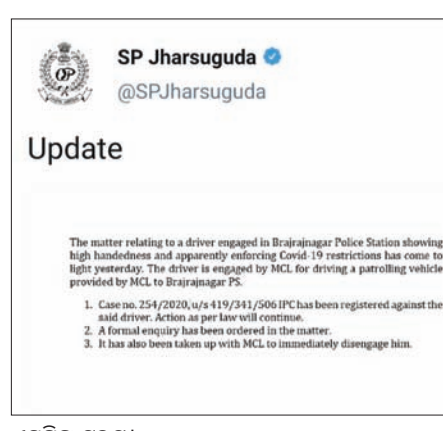 SP Jharsuguda
@SPJharsuguda
Update
The matter relating to a driver engaged in Brajrajnagar Police Station showing
high handedness and apparently enforcing Covid-19 restrictions has come to
light yesterday. The driver is engaged by MCL for driving a patrolling vehicle
provided by MCL to Brajrajnagar PS.
1. Case no. 254/2020, u/s 419/341/506 IPC has been registered against the
said driver. Action as per law will continue.
2. A formal enquiry has been ordered in the matter.
3. It has also been taken up with MCL to immediately disengage him.